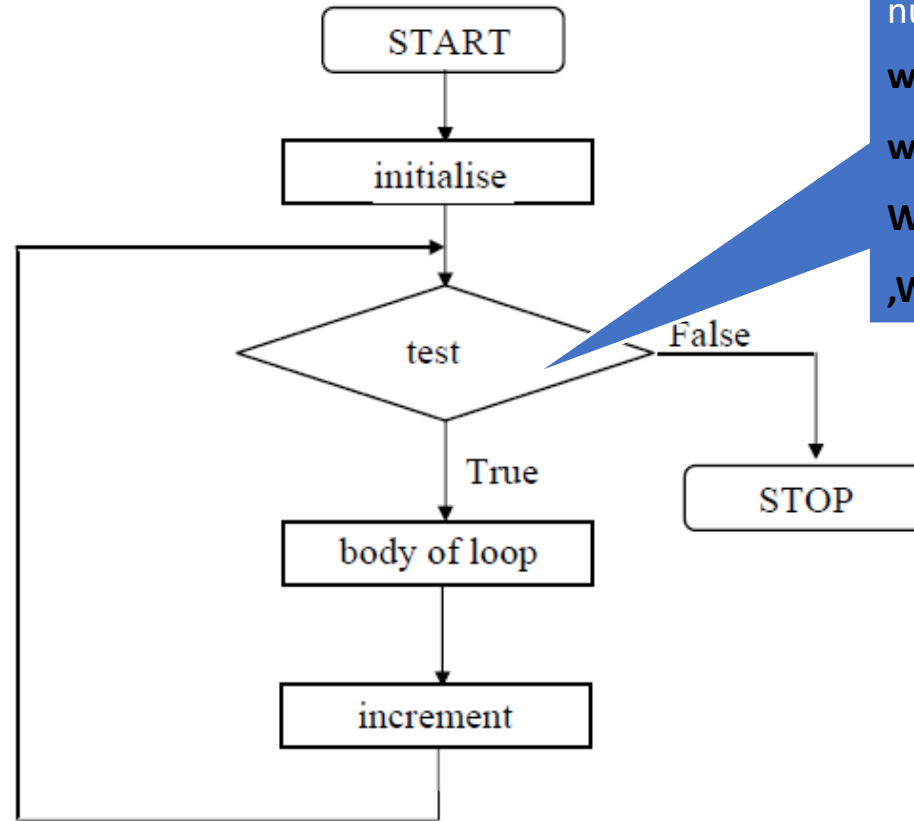 START
initialise
test
False
True
STOP
body of loop
increment